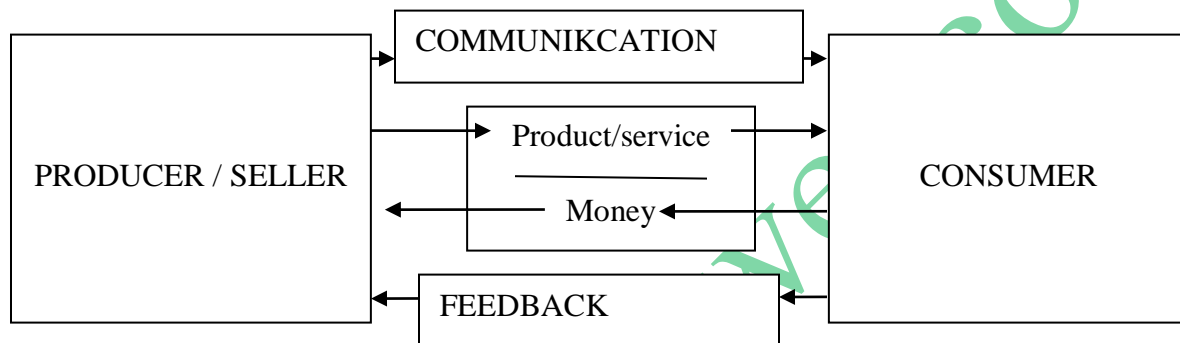 COMMUNIKCATION
Product/service
PRODUCER / SELLER
CONSUMER
Money
FEEDBACK